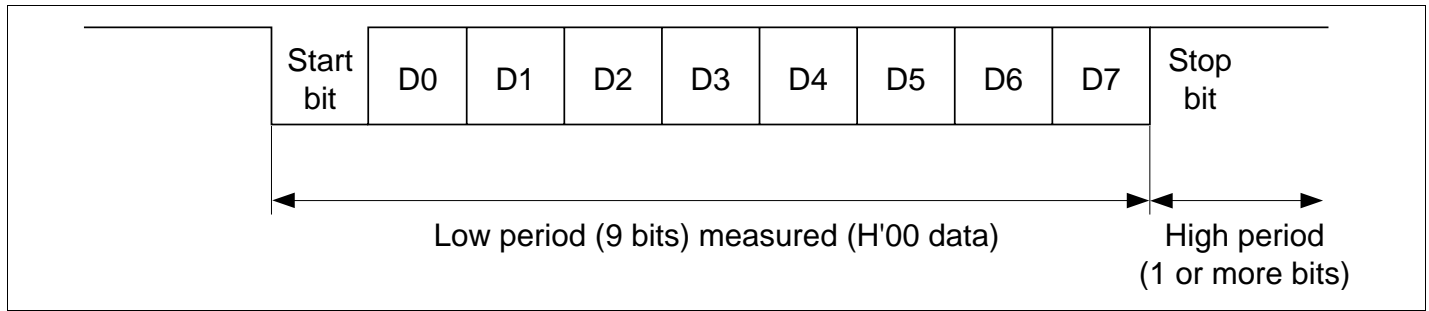 Start bit D0 D1 D2 D3 D4 D5 D6 D7 Stop bit
Low period (9 bits) measured (H'00 data)
High period
(1 or more bits)